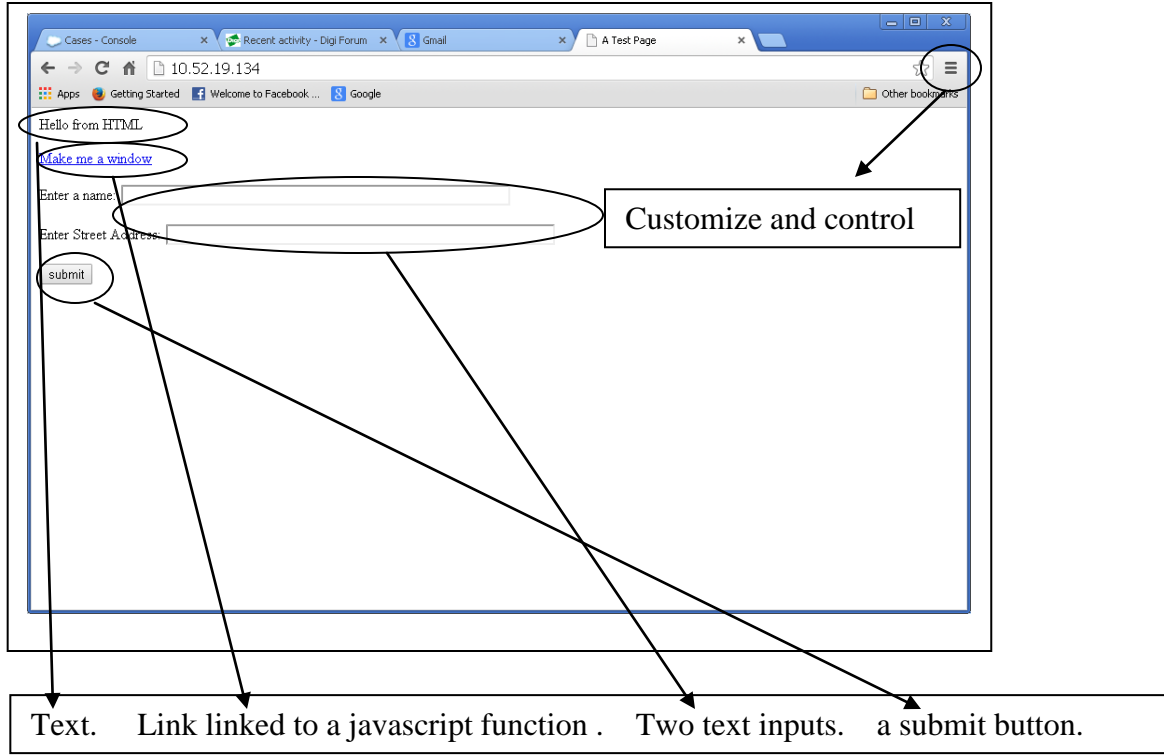 Cases - Console
Recent activity - Digi Forum
Gmail
A Test Page
10.52.19.134
Apps Getting Started Welcome to Facebook ... Google Other bookmarks
Hello from HTML
Make me a window
Enter a name:
Enter Street Address:
Customize and control
submit
Text. Link linked to a javascript function . Two text inputs. a submit button.